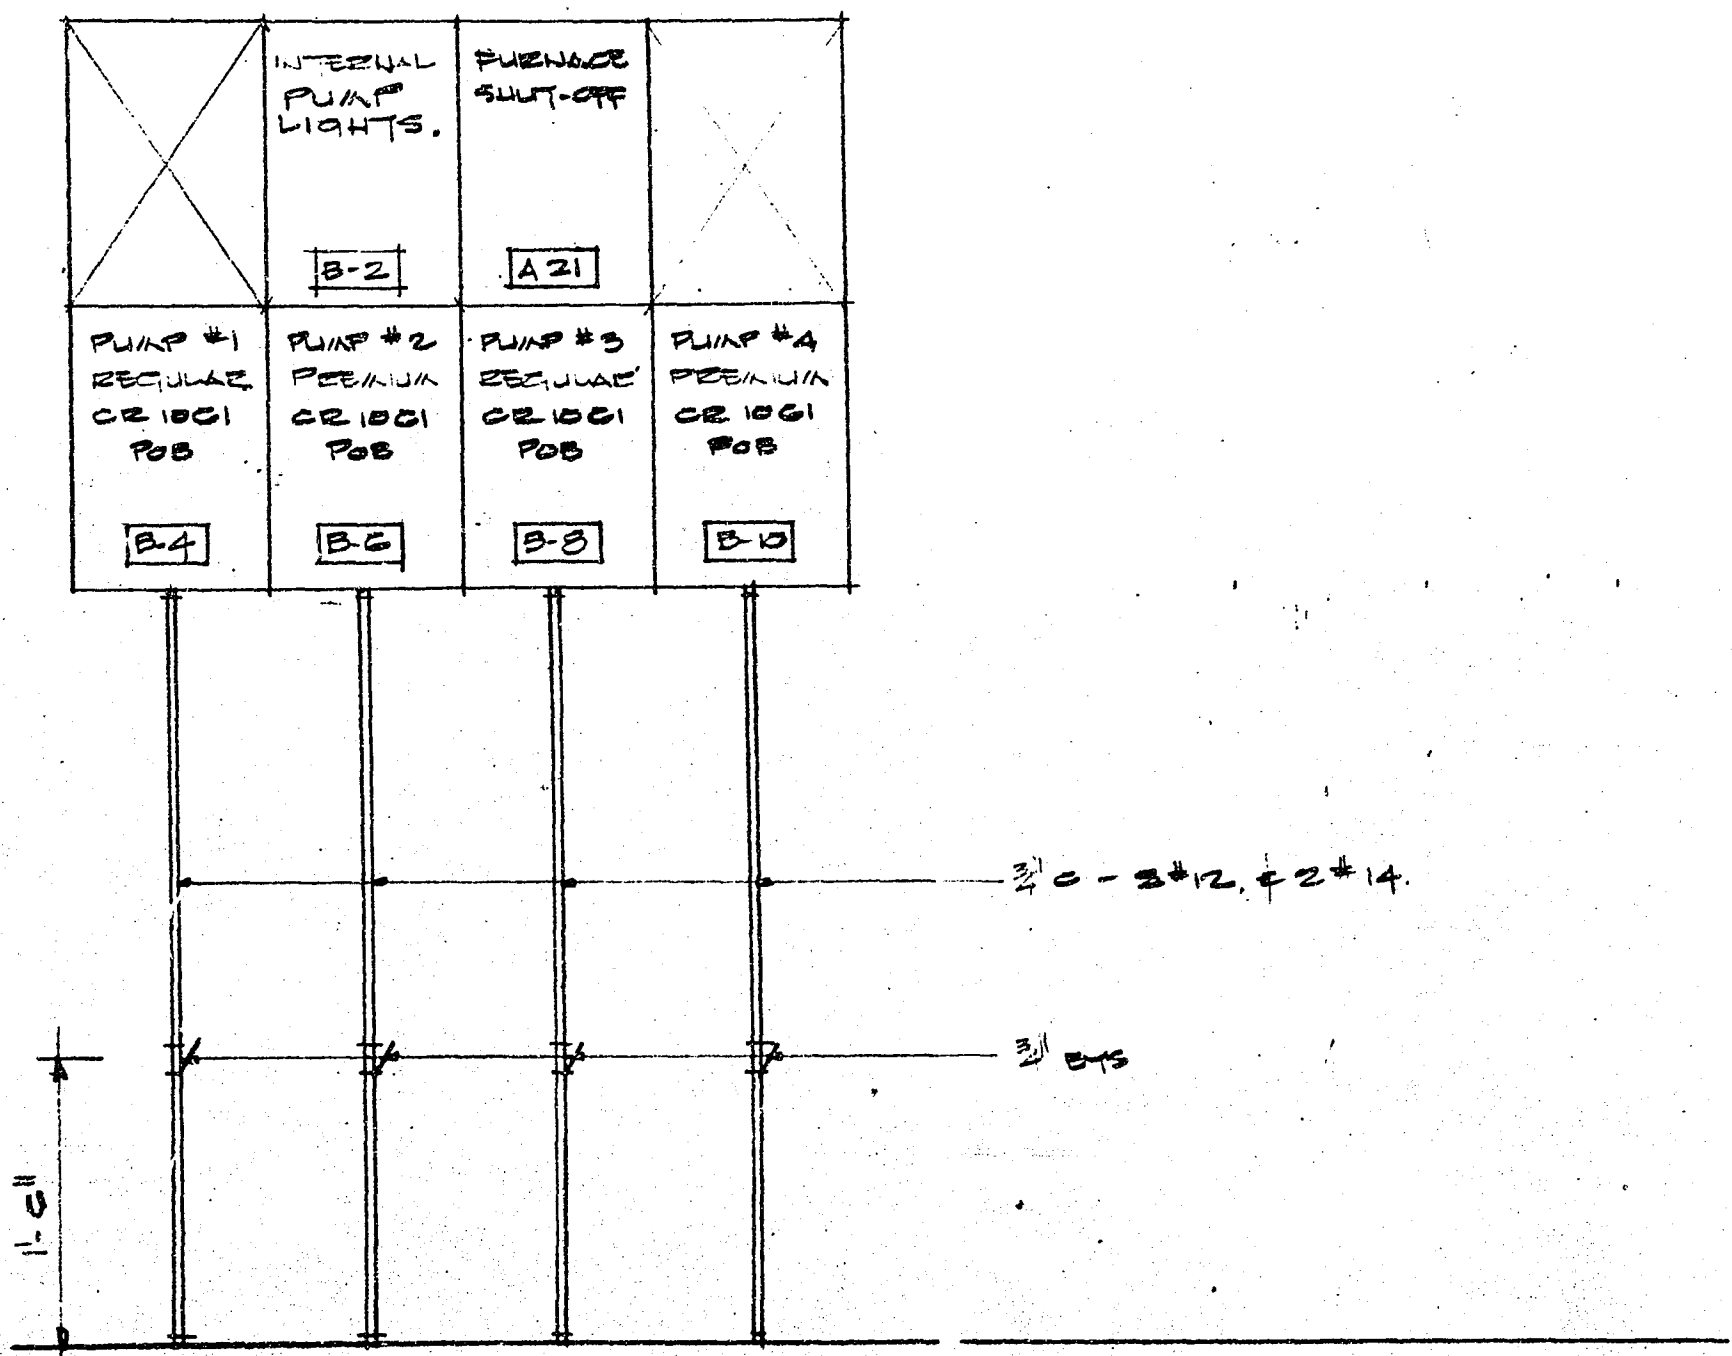 INTERNAL
PUMP
LIGHTS.
B-2
FURNACE
SHUT-OFF
A 21
PUMP #1
REGULAR
CR 1061
POB
B-4
PUMP #2
PREMIUM
CR 1061
POB
B-6
PUMP #3
REGULAR
CR 1061
POB
B-8
PUMP #4
PREMIUM
CR 1061
POB
B-10
3/4" C - 3#12, & 2#14.
3/4" EYS